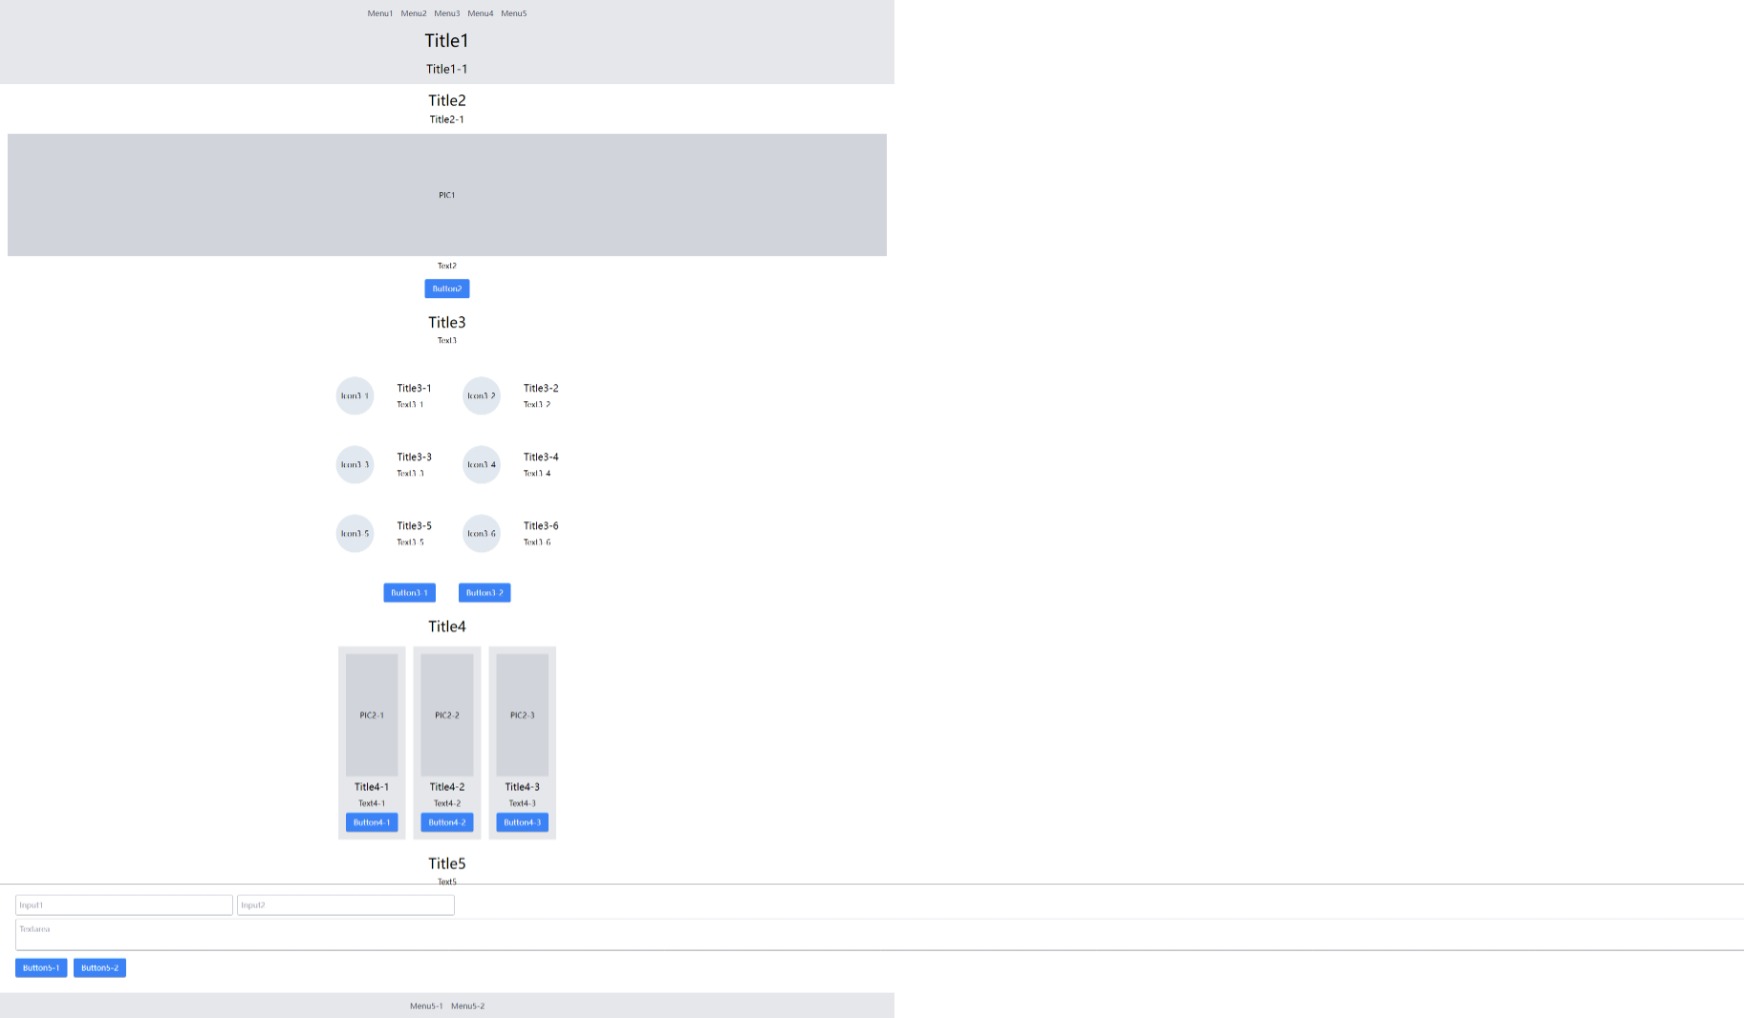 Menu1 Menu2 Menu3 Menu4 Menu5
Title1
Title1-1
Title2
Title2-1
PIC1
Text2
Button2
Title3
Text3
Icon3-1 Title3-1 Icon3-2 Title3-2
Text3-1 Text3-2
Icon3-3 Title3-3 Icon3-4 Title3-4
Text3-3 Text3-4
Icon3-5 Title3-5 Icon3-6 Title3-6
Text3-5 Text3-6
Button3-1 Button3-2
Title4
PIC2-1 PIC2-2 PIC2-3
Title4-1 Title4-2 Title4-3
Text4-1 Text4-2 Text4-3
Button4-1 Button4-2 Button4-3
Title5
Text5
Input1 Input2
Textarea
Button5-1 Button5-2
Menu5-1 Menu5-2